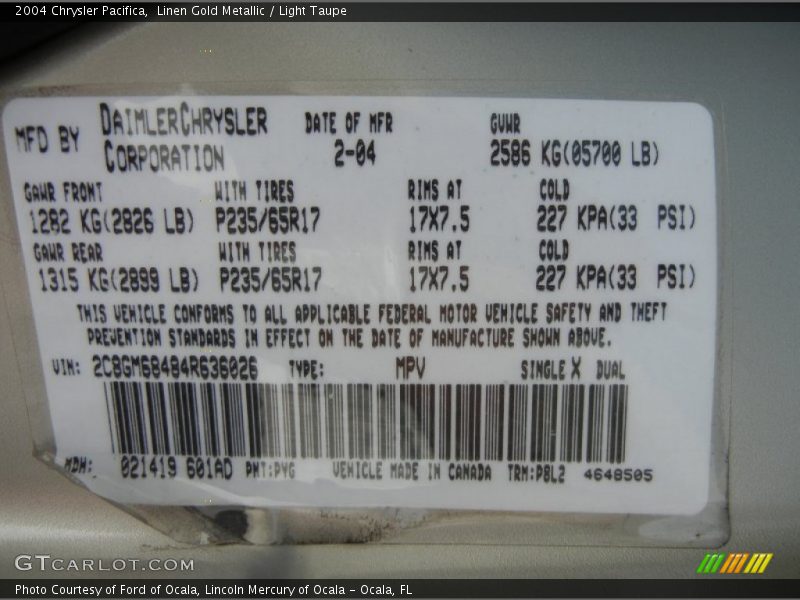 2004 Chrysler Pacifica, Linen Gold Metallic / Light Taupe
MFD BY DAIMLERCHRYSLER CORPORATION DATE OF MFR 2-04 GVWR 2586 KG(05700 LB)
GAWR FRONT WITH TIRES RIMS AT COLD
1282 KG(2826 LB) P235/65R17 17X7.5 227 KPA(33 PSI)
GAWR REAR WITH TIRES RIMS AT COLD
1315 KG(2899 LB) P235/65R17 17X7.5 227 KPA(33 PSI)
THIS VEHICLE CONFORMS TO ALL APPLICABLE FEDERAL MOTOR VEHICLE SAFETY AND THEFT
PREVENTION STANDARDS IN EFFECT ON THE DATE OF MANUFACTURE SHOWN ABOVE.
VIN: 2C8GM68484R636026 TYPE: MPV SINGLE X DUAL
MDH: 021419 601AD PNT:PVG VEHICLE MADE IN CANADA TRM:P8L2 4648505
GTCARLOT.COM
Photo Courtesy of Ford of Ocala, Lincoln Mercury of Ocala - Ocala, FL